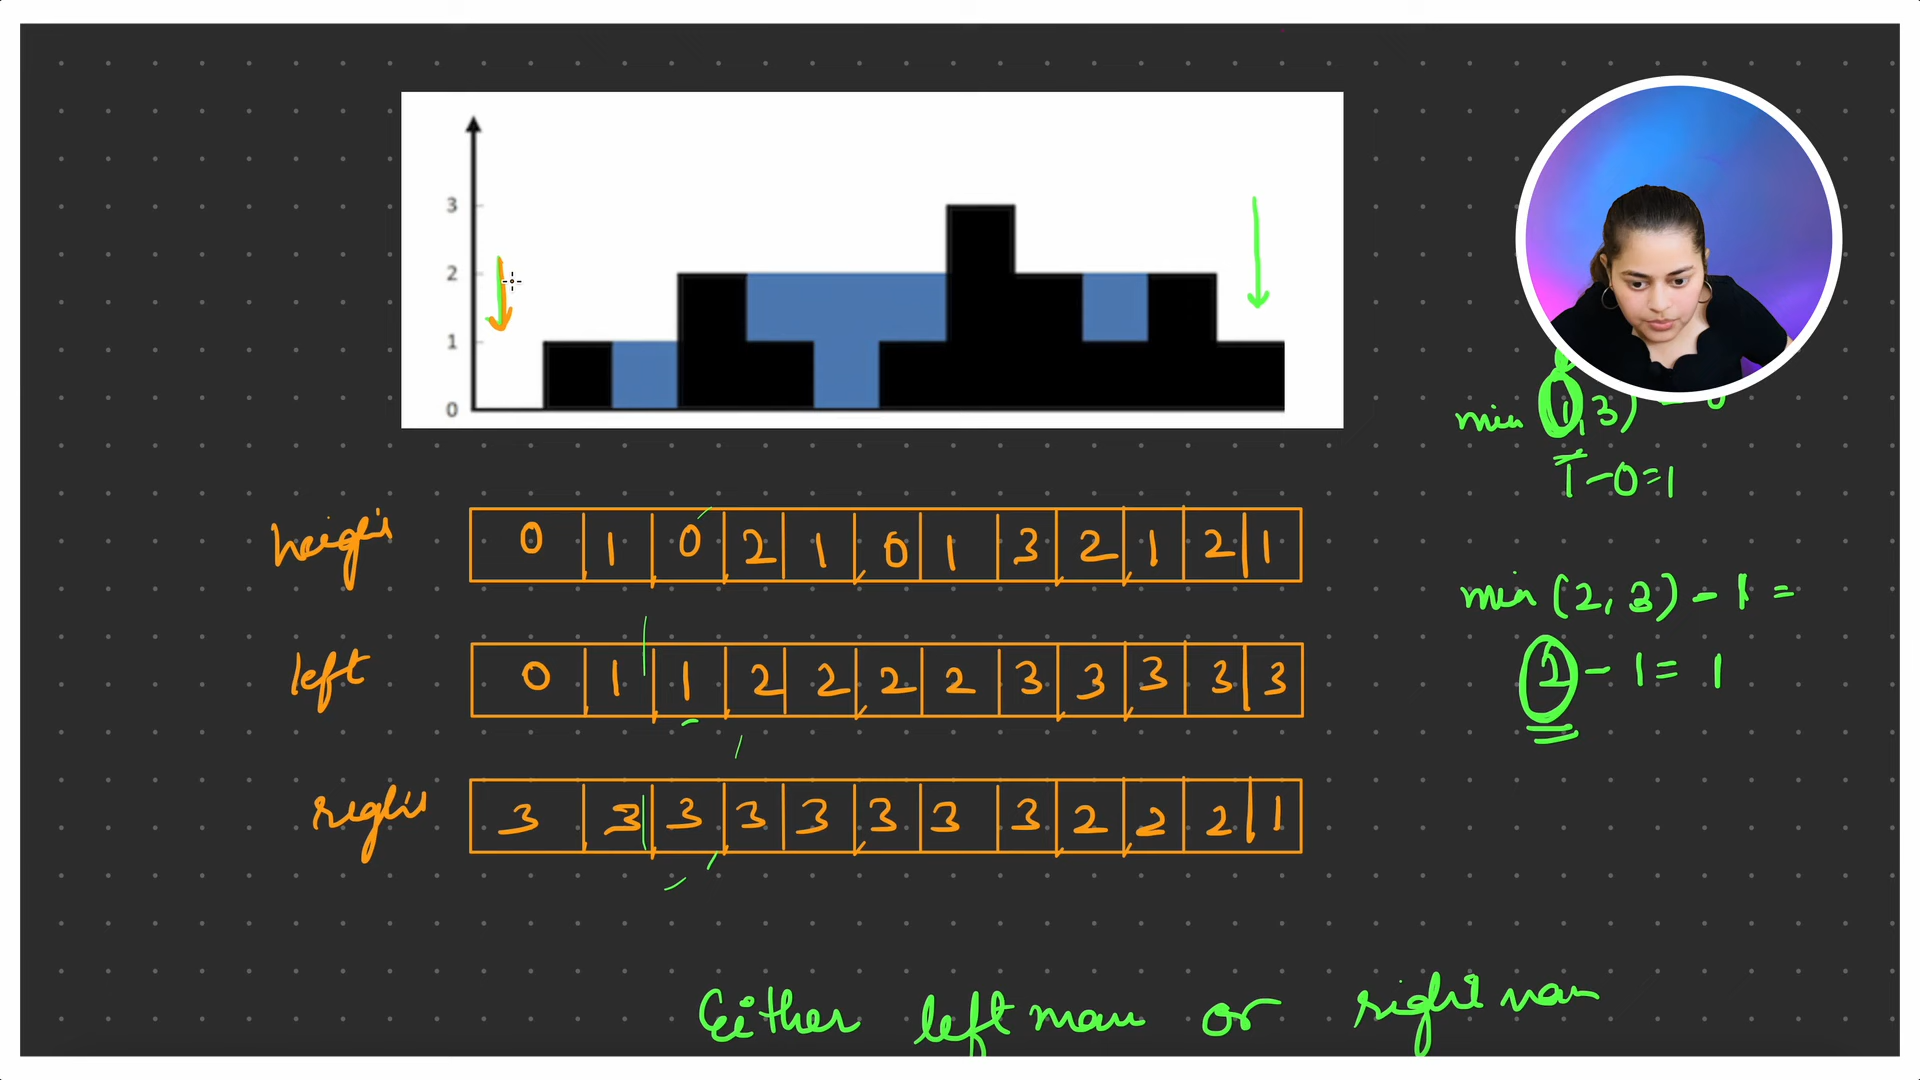 3
2
1
0
min (1, 3) - 0
1 - 0 = 1
height 0 1 0 2 1 0 1 3 2 1 2 1
min (2, 3) - 1 =
left 0 1 1 2 2 2 2 3 3 3 3 3
2 - 1 = 1
right 3 3 3 3 3 3 3 3 2 2 2 1
Either left max or right max